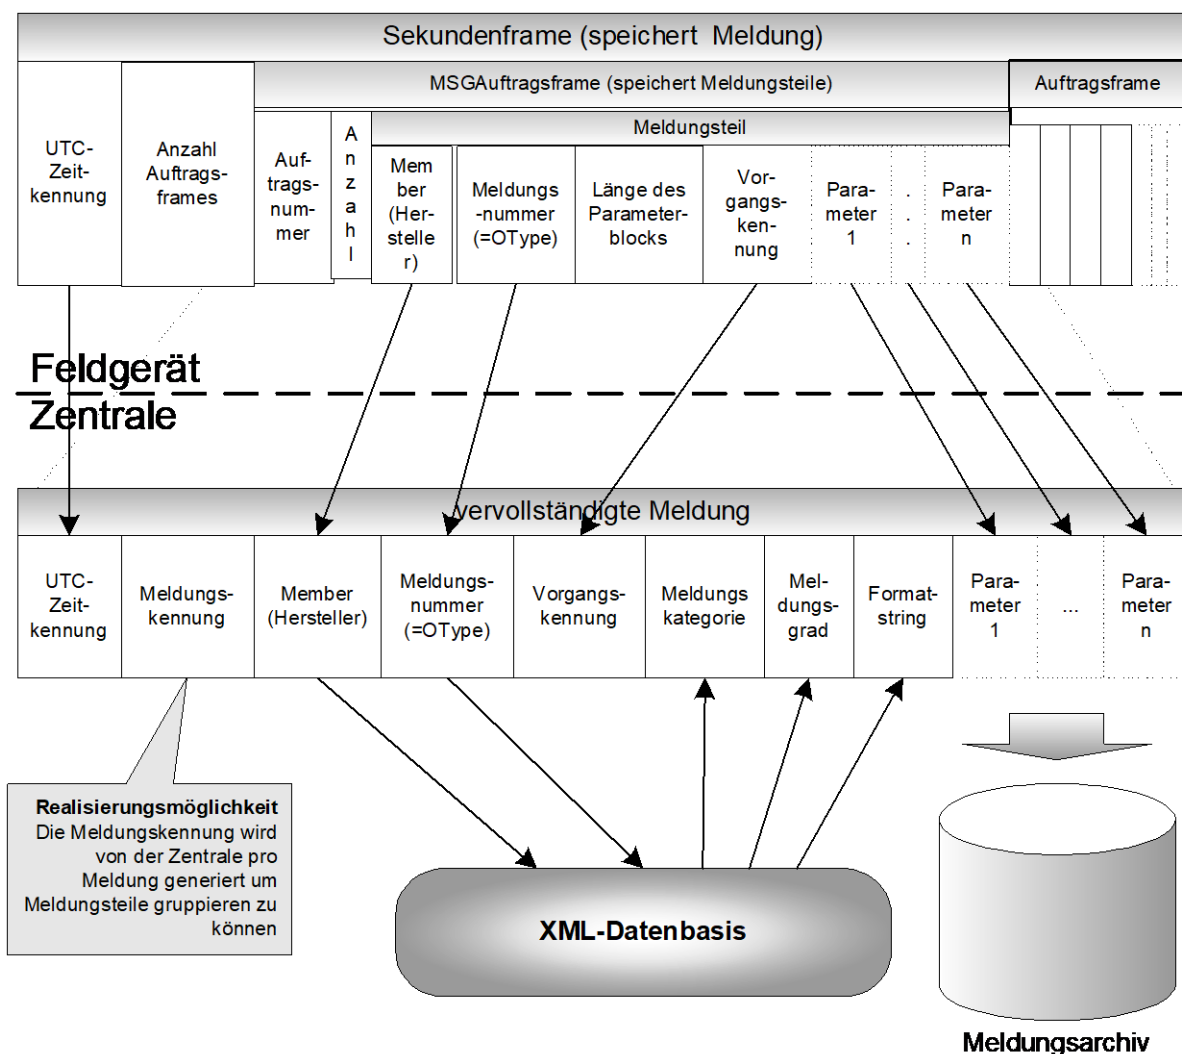 Sekundenframe (speichert Meldung)
MSGAuftragsframe (speichert Meldungsteile)
Auftragsframe
Meldungsteil
UTC-
Zeit-
kennung
Anzahl
Auftrags-
frames
Auf-
trags-
num-
mer
A
n
z
a
h
l
Mem
ber
(Her-
stelle
r)
Meldungs
-nummer
(=OType)
Länge des
Parameter-
blocks
Vor-
gangs-
ken-
nung
Para-
meter
1
.
.
.
Para-
meter
n
Feldgerät
Zentrale
vervollständigte Meldung
UTC-
Zeit-
kennung
Meldungs-
kennung
Member
(Hersteller)
Meldungs-
nummer
(=OType)
Vorgangs-
kennung
Meldungs
kategorie
Mel-
dungs-
grad
Format-
string
Para-
meter
1
...
Para-
meter
n
Realisierungsmöglichkeit
Die Meldungskennung wird
von der Zentrale pro
Meldung generiert um
Meldungsteile gruppieren zu
können
XML-Datenbasis
Meldungsarchiv